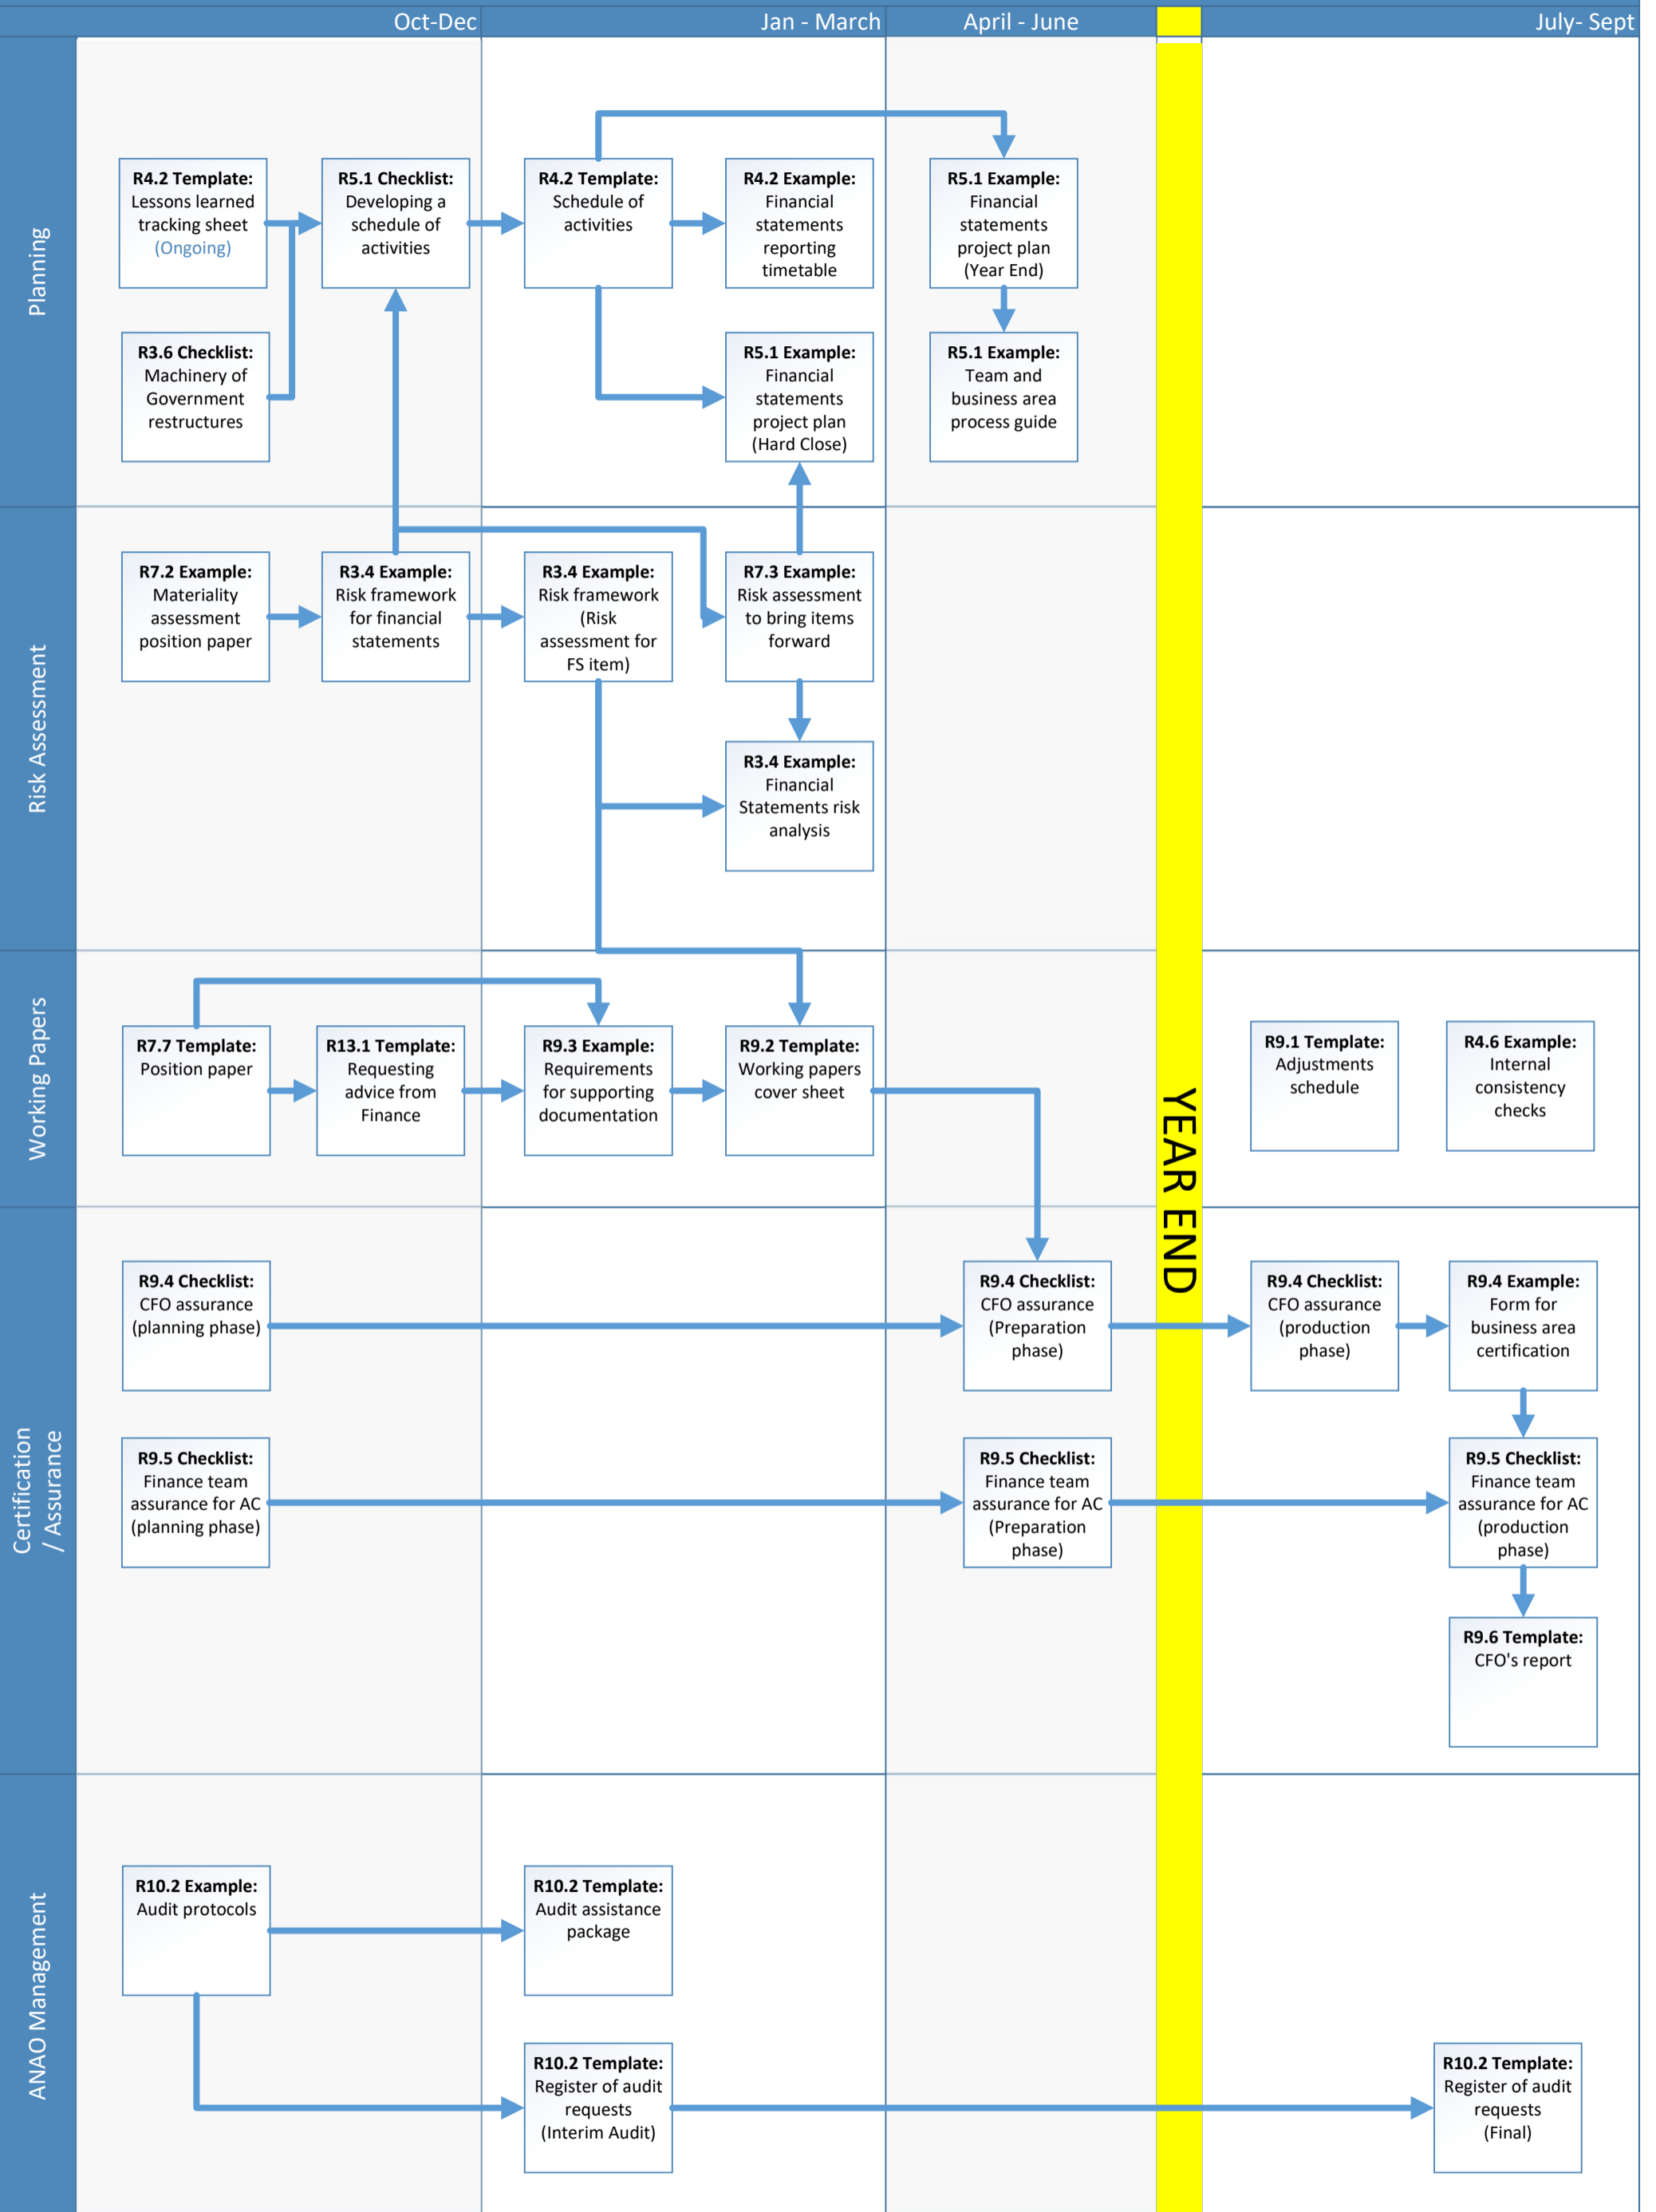 Oct-Dec
Jan - March
April - June
July- Sept
Planning
R4.2 Template:
Lessons learned
tracking sheet
(Ongoing)
R5.1 Checklist:
Developing a
schedule of
activities
R4.2 Template:
Schedule of
activities
R4.2 Example:
Financial
statements
reporting
timetable
R5.1 Example:
Financial
statements
project plan
(Year End)
R3.6 Checklist:
Machinery of
Government
restructures
R5.1 Example:
Financial
statements
project plan
(Hard Close)
R5.1 Example:
Team and
business area
process guide
Risk Assessment
R7.2 Example:
Materiality
assessment
position paper
R3.4 Example:
Risk framework
for financial
statements
R3.4 Example:
Risk framework
(Risk
assessment for
FS item)
R7.3 Example:
Risk assessment
to bring items
forward
R3.4 Example:
Financial
Statements risk
analysis
Working Papers
R7.7 Template:
Position paper
R13.1 Template:
Requesting
advice from
Finance
R9.3 Example:
Requirements
for supporting
documentation
R9.2 Template:
Working papers
cover sheet
YEAR END
R9.1 Template:
Adjustments
schedule
R4.6 Example:
Internal
consistency
checks
Certification
/ Assurance
R9.4 Checklist:
CFO assurance
(planning phase)
R9.4 Checklist:
CFO assurance
(Preparation
phase)
R9.4 Checklist:
CFO assurance
(production
phase)
R9.4 Example:
Form for
business area
certification
R9.5 Checklist:
Finance team
assurance for AC
(planning phase)
R9.5 Checklist:
Finance team
assurance for AC
(Preparation
phase)
R9.5 Checklist:
Finance team
assurance for AC
(production
phase)
R9.6 Template:
CFO's report
ANAO Management
R10.2 Example:
Audit protocols
R10.2 Template:
Audit assistance
package
R10.2 Template:
Register of audit
requests
(Interim Audit)
R10.2 Template:
Register of audit
requests
(Final)